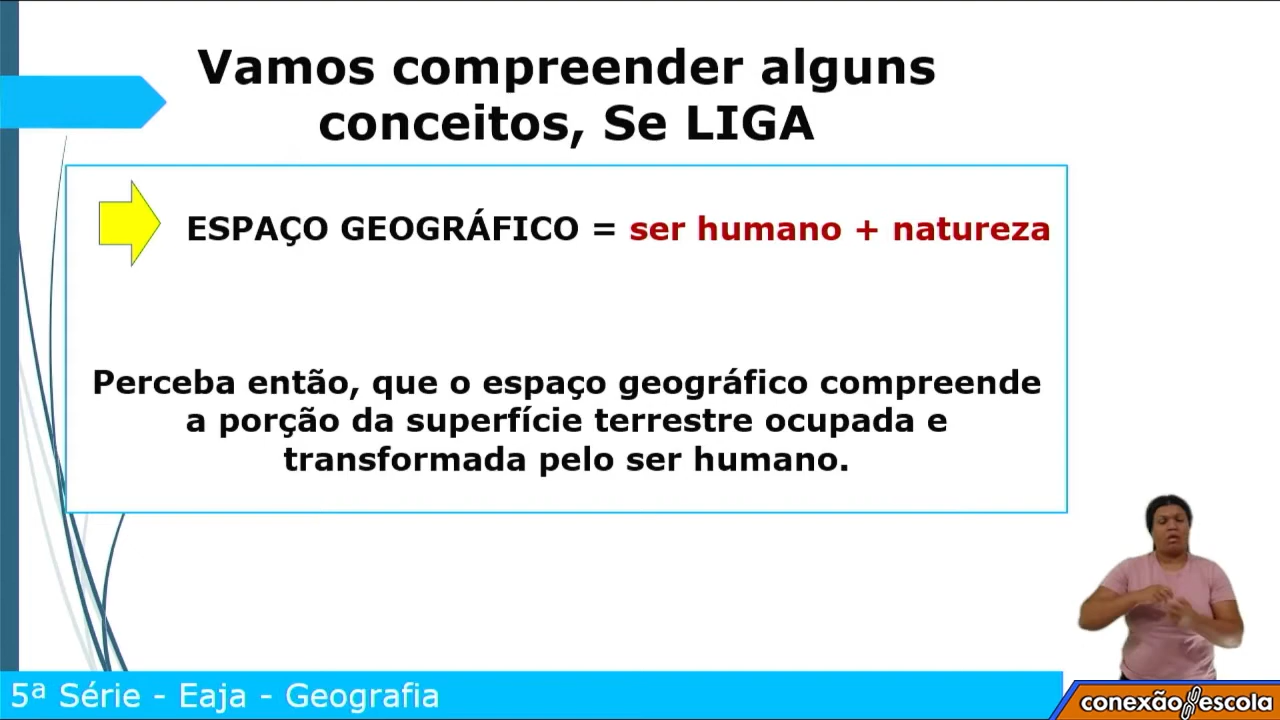 Vamos compreender alguns
conceitos, Se LIGA
ESPAÇO GEOGRÁFICO = ser humano + natureza
Perceba então, que o espaço geográfico compreende
a porção da superfície terrestre ocupada e
transformada pelo ser humano.
5ª Série - Eaja - Geografia
conexão escola